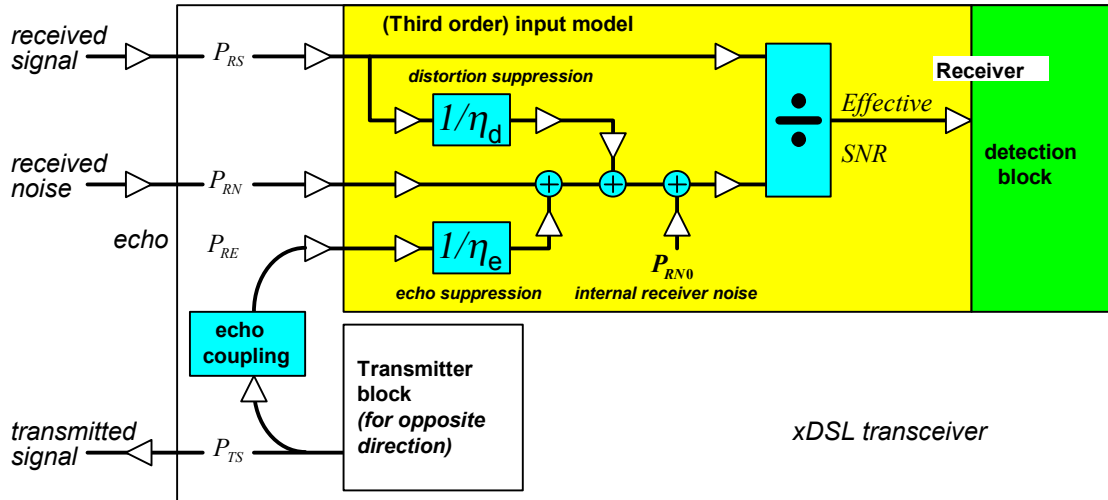 (Third order) input model
received
signal
P_RS
distortion suppression
Receiver
1/η_d
Effective
SNR
detection
block
received
noise
P_RN
+
+
+
echo
P_RE
1/η_e
P_RN0
echo suppression
internal receiver noise
÷
echo
coupling
Transmitter
block
(for opposite
direction)
transmitted
signal
P_TS
xDSL transceiver